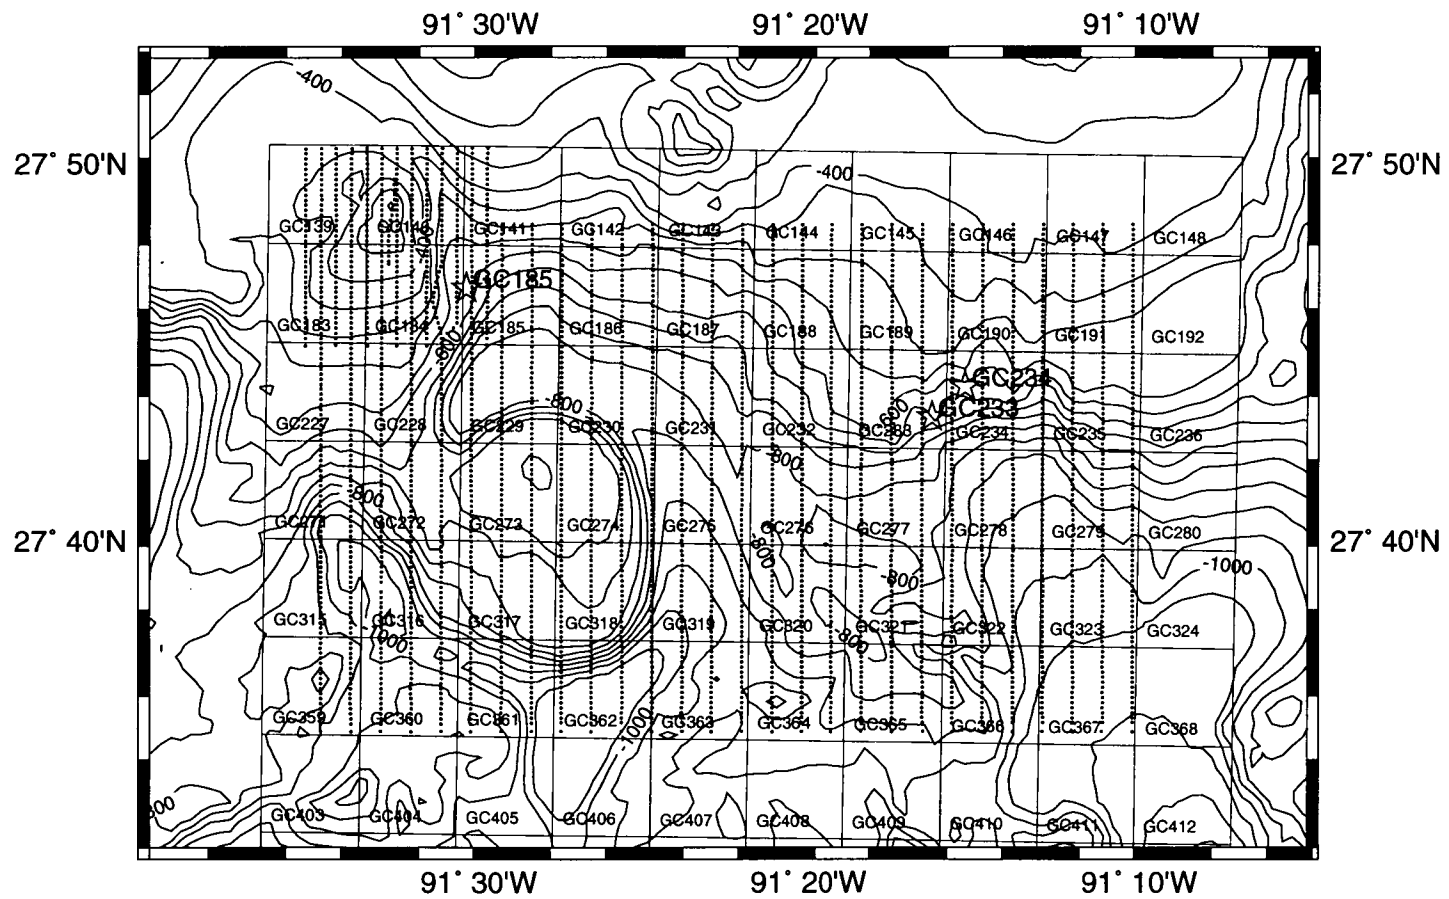 91° 30'W 91° 20'W 91° 10'W
-400
27° 50'N 27° 50'N
-400
GC139 GC140 GC141 GC142 GC143 GC144 GC145 GC146 GC147 GC148
-400
GC185
GC183 GC184 GC185 GC186 GC187 GC188 GC189 GC190 GC191 GC192
-600
GC234
-800 -600 GC233
GC227 GC228 GC229 GC230 GC231 GC232 GC233 GC234 GC235 GC236
-800
-800
GC271 GC272 GC273 GC274 GC275 GC276 GC277 GC278 GC279 GC280
27° 40'N 27° 40'N
-800 -800 -1000
GC315 GC316 GC317 GC318 GC319 GC320 GC321 GC322 GC323 GC324
-1000 -800
GC359 GC360 GC361 GC362 GC363 GC364 GC365 GC366 GC367 GC368
-1000
GC403 GC404 GC405 GC406 GC407 GC408 GC409 GC410 GC411 GC412
91° 30'W 91° 20'W 91° 10'W